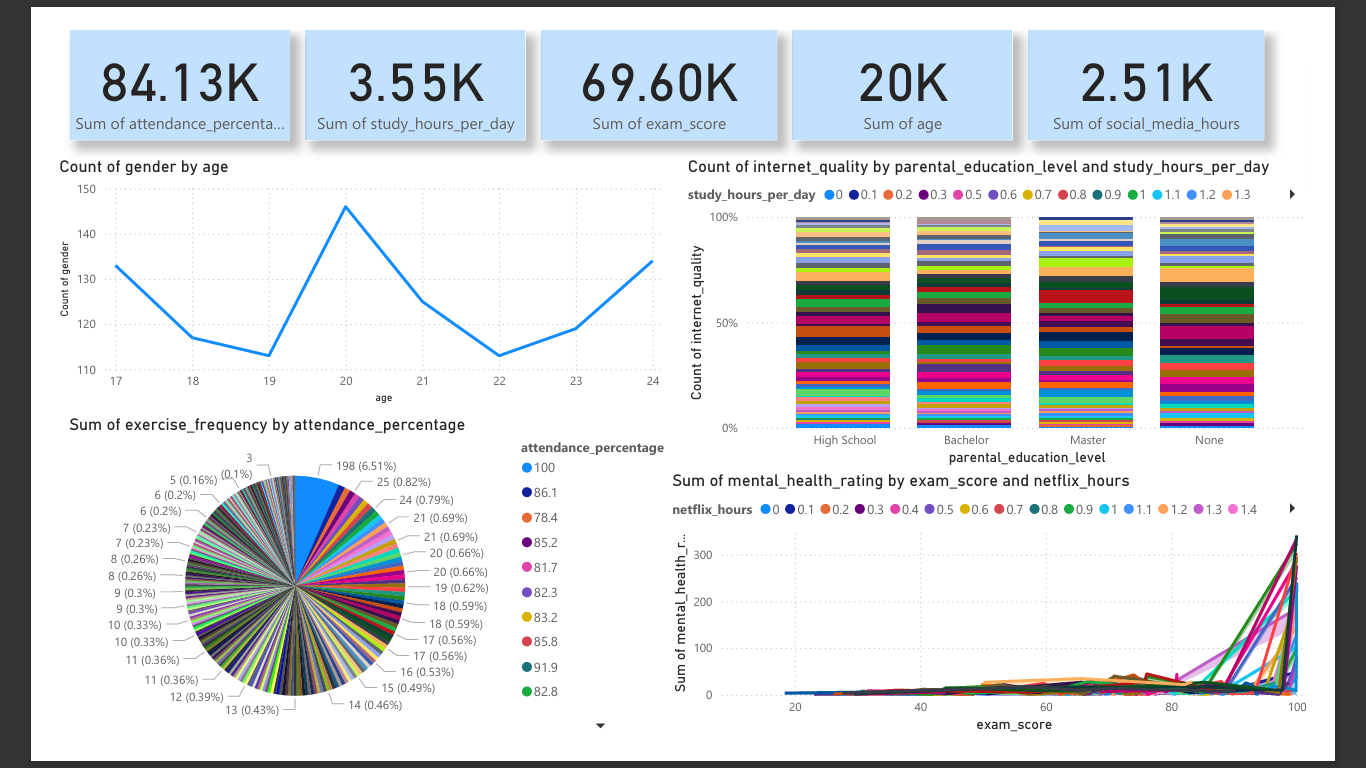 84.13K
Sum of attendance_percenta...
3.55K
Sum of study_hours_per_day
69.60K
Sum of exam_score
20K
Sum of age
2.51K
Sum of social_media_hours
Count of gender by age
150
140
130
120
110
Count of gender
17 18 19 20 21 22 23 24
age
Count of internet_quality by parental_education_level and study_hours_per_day
study_hours_per_day 0 0.1 0.2 0.3 0.5 0.6 0.7 0.8 0.9 1 1.1 1.2 1.3
100%
50%
0%
Count of internet_quality
High School Bachelor Master None
parental_education_level
Sum of exercise_frequency by attendance_percentage
198 (6.51%)
25 (0.82%)
24 (0.79%)
21 (0.69%)
21 (0.69%)
20 (0.66%)
20 (0.66%)
19 (0.62%)
18 (0.59%)
18 (0.59%)
17 (0.56%)
17 (0.56%)
16 (0.53%)
15 (0.49%)
14 (0.46%)
13 (0.43%)
12 (0.39%)
11 (0.36%)
11 (0.36%)
10 (0.33%)
10 (0.33%)
9 (0.3%)
9 (0.3%)
8 (0.26%)
8 (0.26%)
7 (0.23%)
7 (0.23%)
6 (0.2%)
6 (0.2%)
5 (0.16%)
3
(0.1%)
attendance_percentage
100
86.1
78.4
85.2
81.7
82.3
83.2
85.8
91.9
82.8
Sum of mental_health_rating by exam_score and netflix_hours
netflix_hours 0 0.1 0.2 0.3 0.4 0.5 0.6 0.7 0.8 0.9 1 1.1 1.2 1.3 1.4
300
200
100
0
Sum of mental_health_r...
20 40 60 80 100
exam_score